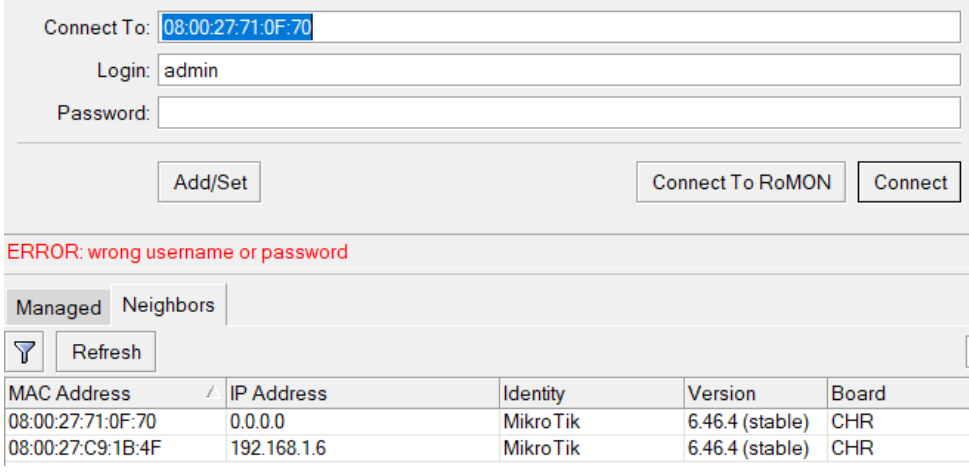 Connect To: 08:00:27:71:0F:70
Login: admin
Password:
Add/Set Connect To RoMON Connect
ERROR: wrong username or password
Managed Neighbors
Refresh
MAC Address IP Address Identity Version Board
08:00:27:71:0F:70 0.0.0.0 MikroTik 6.46.4 (stable) CHR
08:00:27:C9:1B:4F 192.168.1.6 MikroTik 6.46.4 (stable) CHR